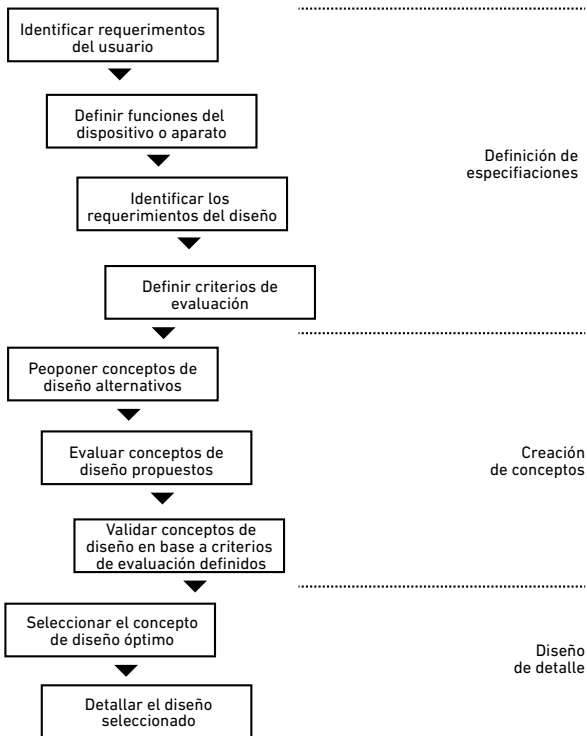 Identificar requerimentos
del usuario
Definir funciones del
dispositivo o aparato
Identificar los
requerimientos del diseño
Definir criterios de
evaluación
Definición de
especifiaciones
Peoponer conceptos de
diseño alternativos
Evaluar conceptos de
diseño propuestos
Validar conceptos de
diseño en base a criterios
de evaluación definidos
Creación
de conceptos
Seleccionar el concepto
de diseño óptimo
Detallar el diseño
seleccionado
Diseño
de detalle